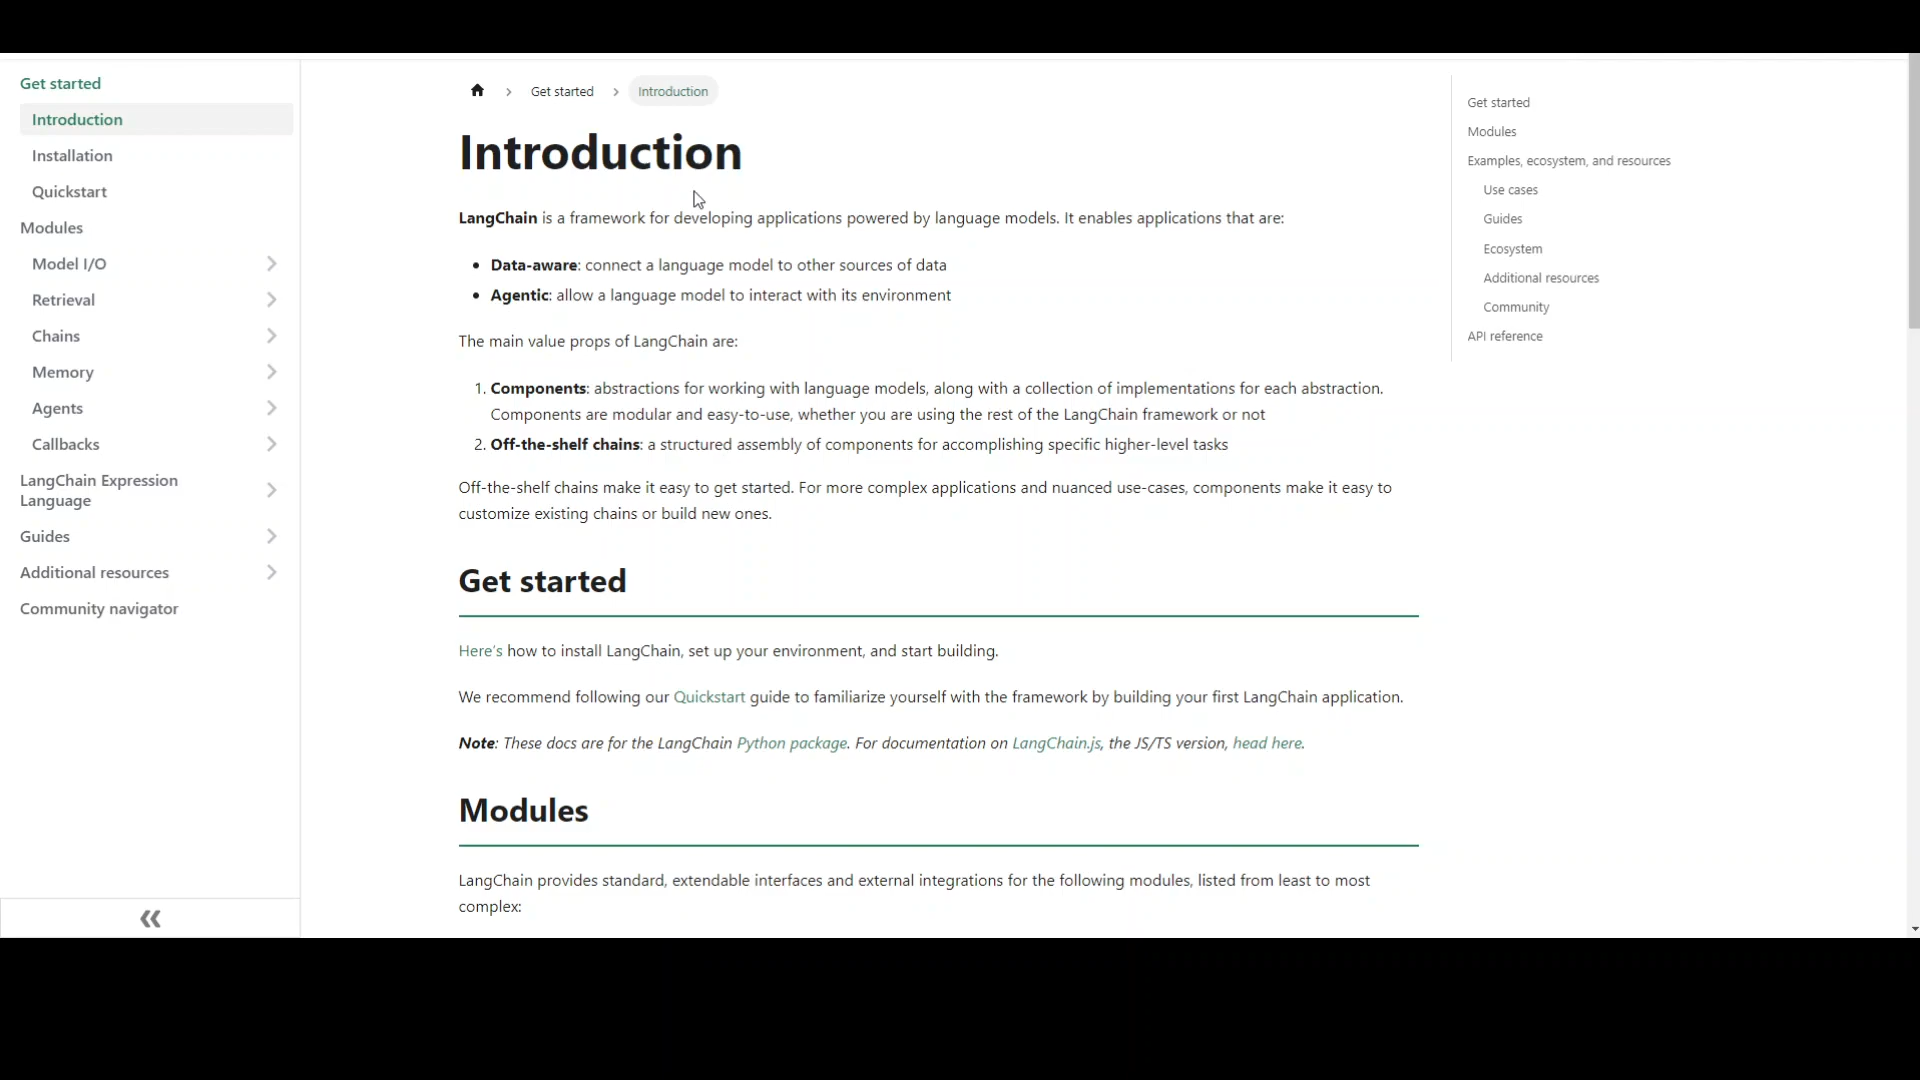 Get started
Introduction
Installation
Quickstart
Modules
Model I/O
Retrieval
Chains
Memory
Agents
Callbacks
LangChain Expression
Language
Guides
Additional resources
Community navigator
Get started
Introduction
Introduction
LangChain is a framework for developing applications powered by language models. It enables applications that are:
Data-aware: connect a language model to other sources of data
Agentic: allow a language model to interact with its environment
The main value props of LangChain are:
1. Components: abstractions for working with language models, along with a collection of implementations for each abstraction.
Components are modular and easy-to-use, whether you are using the rest of the LangChain framework or not
2. Off-the-shelf chains: a structured assembly of components for accomplishing specific higher-level tasks
Off-the-shelf chains make it easy to get started. For more complex applications and nuanced use-cases, components make it easy to
customize existing chains or build new ones.
Get started
Here's how to install LangChain, set up your environment, and start building.
We recommend following our Quickstart guide to familiarize yourself with the framework by building your first LangChain application.
Note: These docs are for the LangChain Python package. For documentation on LangChain.js, the JS/TS version, head here.
Modules
LangChain provides standard, extendable interfaces and external integrations for the following modules, listed from least to most
complex:
Get started
Modules
Examples, ecosystem, and resources
Use cases
Guides
Ecosystem
Additional resources
Community
API reference